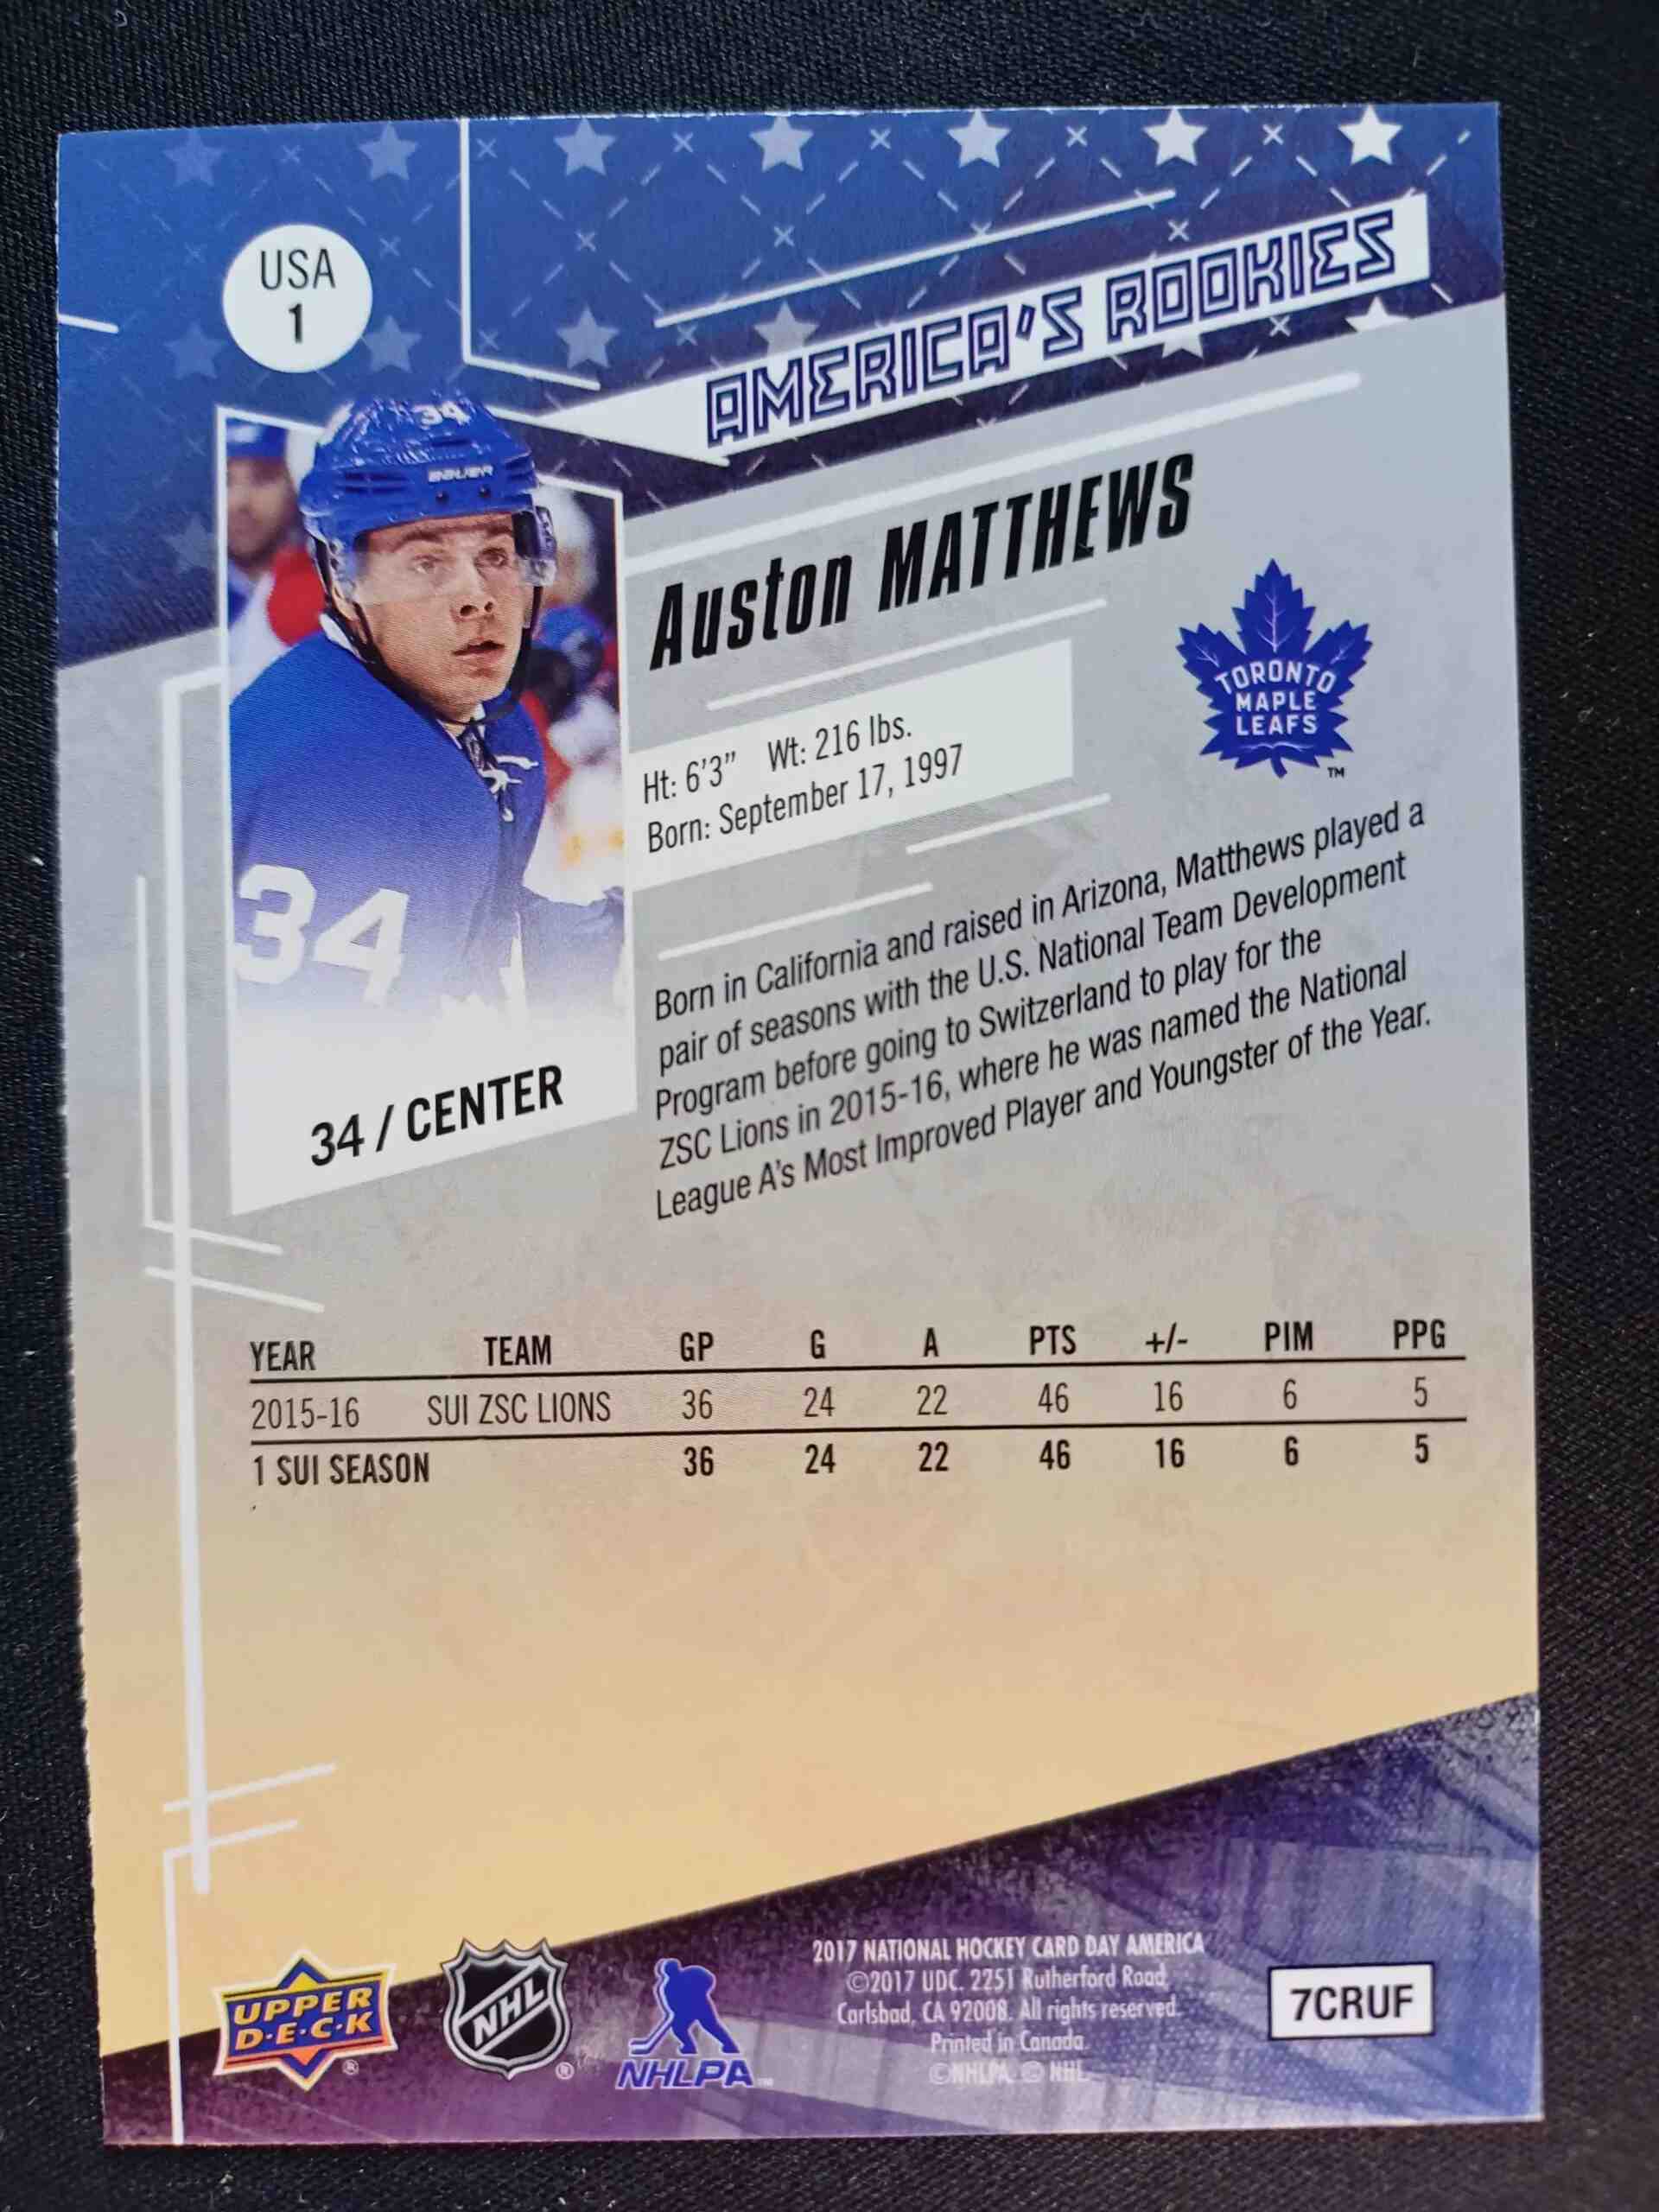 USA
1
AMERICA'S ROOKIES
34
BAUER
Auston MATTHEWS
TORONTO
MAPLE
LEAFS
TM
Ht: 6'3" Wt: 216 lbs.
Born: September 17, 1997
34
34 / CENTER
Born in California and raised in Arizona, Matthews played a
pair of seasons with the U.S. National Team Development
Program before going to Switzerland to play for the
ZSC Lions in 2015-16, where he was named the National
League A's Most Improved Player and Youngster of the Year.
YEAR TEAM GP G A PTS +/- PIM PPG
2015-16 SUI ZSC LIONS 36 24 22 46 16 6 5
1 SUI SEASON 36 24 22 46 16 6 5
UPPER
D·E·C·K
®
NHL
®
NHLPA
2017 NATIONAL HOCKEY CARD DAY AMERICA
©2017 UDC. 2251 Rutherford Road,
Carlsbad, CA 92008. All rights reserved.
Printed in Canada.
©NHLPA. © NHL.
7CRUF